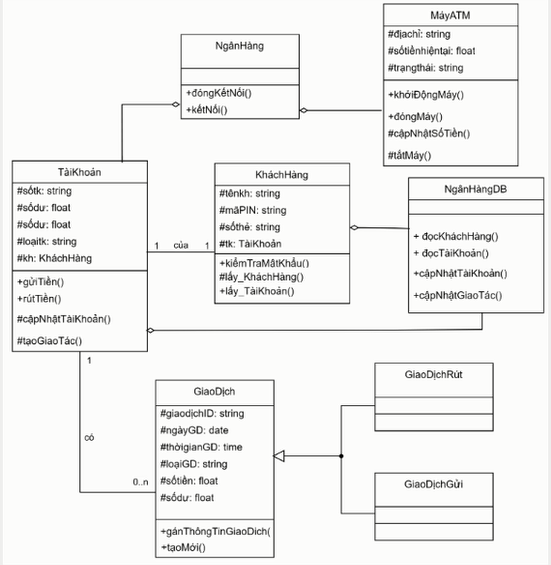 NgânHàng
+đóngKếtNối()
+kếtNối()
MáyATM
#địachỉ: string
#sốtiềnhiệntại: float
#trạngthái: string
+khởiĐộngMáy()
+đóngMáy()
#cậpNhậtSốTiền()
#tắtMáy()
TàiKhoản
#sốtk: string
#sốdư: float
#sốdư: float
#loạitk: string
#kh: KháchHàng
+gửiTiền()
+rútTiền()
#cậpNhậtTàiKhoản()
#tạoGiaoTác()
1
của
1
KháchHàng
#tênkh: string
#mãPIN: string
#sốthẻ: string
#tk: TàiKhoản
+kiểmTraMậtKhẩu()
#lấy_KháchHàng()
+lấy_TàiKhoản()
NgânHàngDB
+ đọcKháchHàng()
+ đọcTàiKhoản()
+cậpNhậtTàiKhoản()
+cậpNhậtGiaoTác()
1
có
0..n
GiaoDịch
#giaodịchID: string
#ngàyGD: date
#thờigianGD: time
#loạiGD: string
#sốtiền: float
#sốdư: float
+gánThôngTinGiaoDich(
+tạoMới()
GiaoDịchRút
GiaoDịchGửi